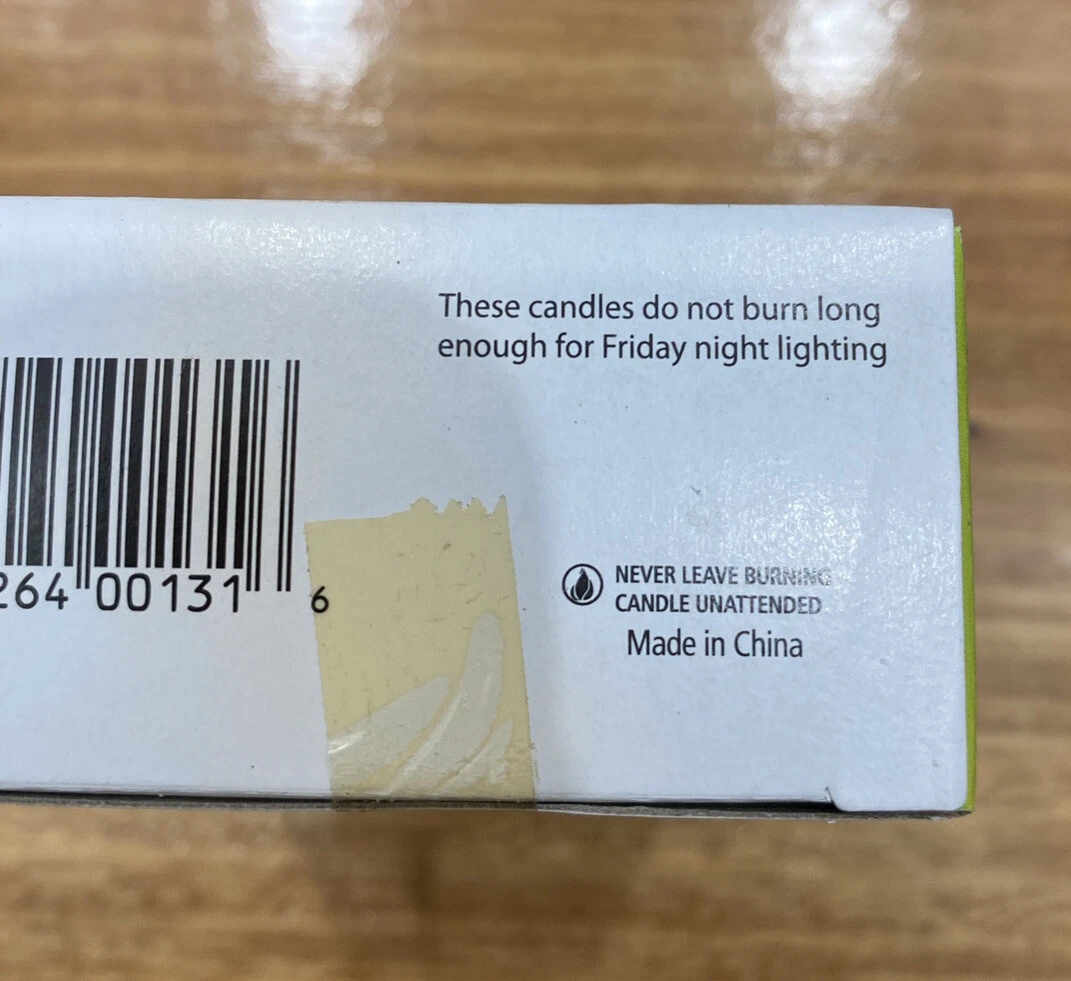 These candles do not burn long
enough for Friday night lighting
264 00131 6
NEVER LEAVE BURNING
CANDLE UNATTENDED
Made in China